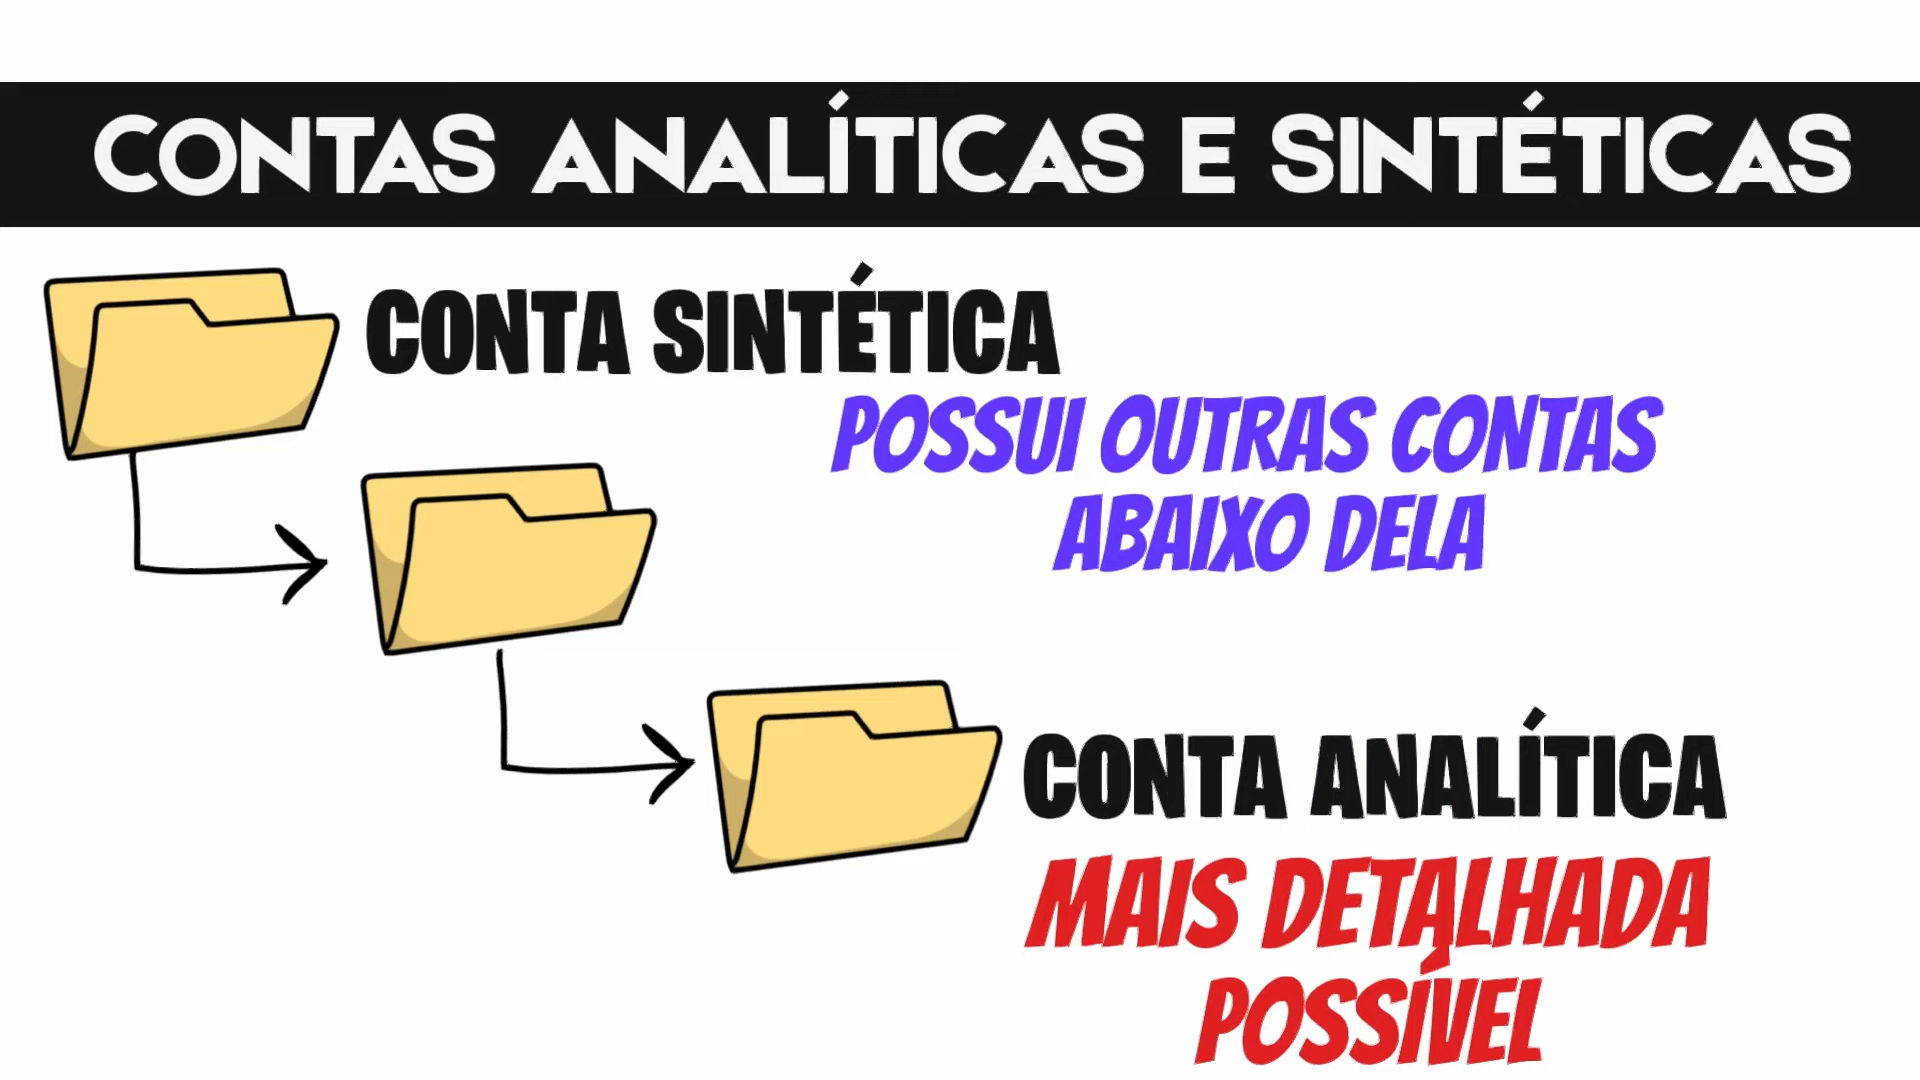 CONTAS ANALÍTICAS E SINTÉTICAS
CONTA SINTÉTICA
POSSUI OUTRAS CONTAS
ABAIXO DELA
CONTA ANALÍTICA
MAIS DETALHADA
POSSÍVEL